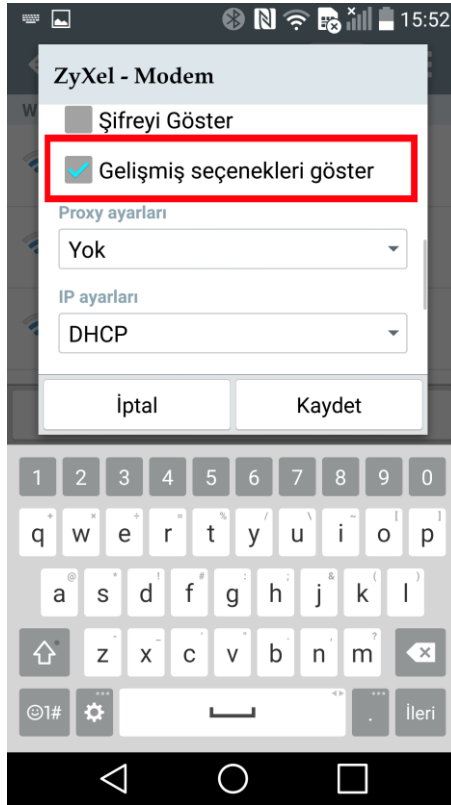 15:52
ZyXel - Modem
W
Şifreyi Göster
Gelişmiş seçenekleri göster
Proxy ayarları
Yok
IP ayarları
DHCP
İptal
Kaydet
1 2 3 4 5 6 7 8 9 0
q w e r t y u i o p
a s d f g h j k l
z x c v b n m
1# . İleri